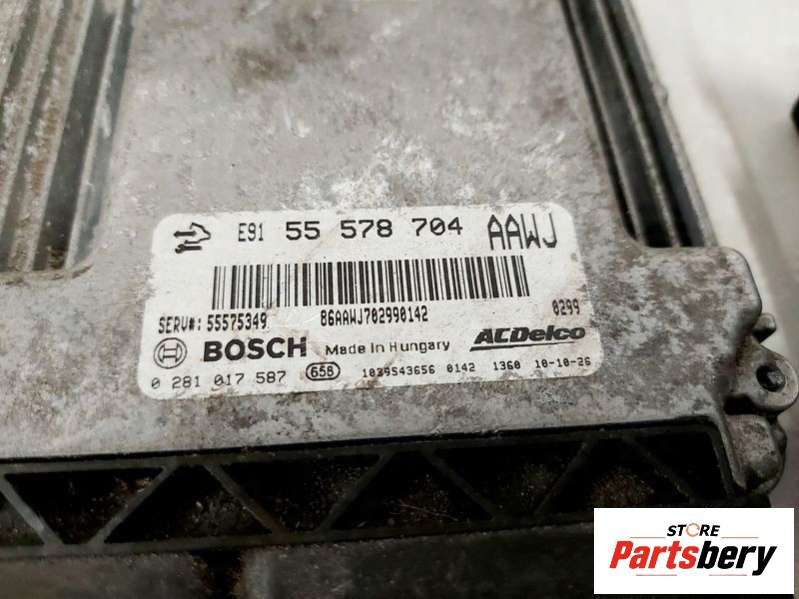 E91 55 578 704 AAWJ
SERV#: 55575349 86AAWJ702990142 0299
BOSCH Made in Hungary ACDelco
0 281 017 587 658 1039S43656 0142 1360 10-10-26
STORE
Partsbery